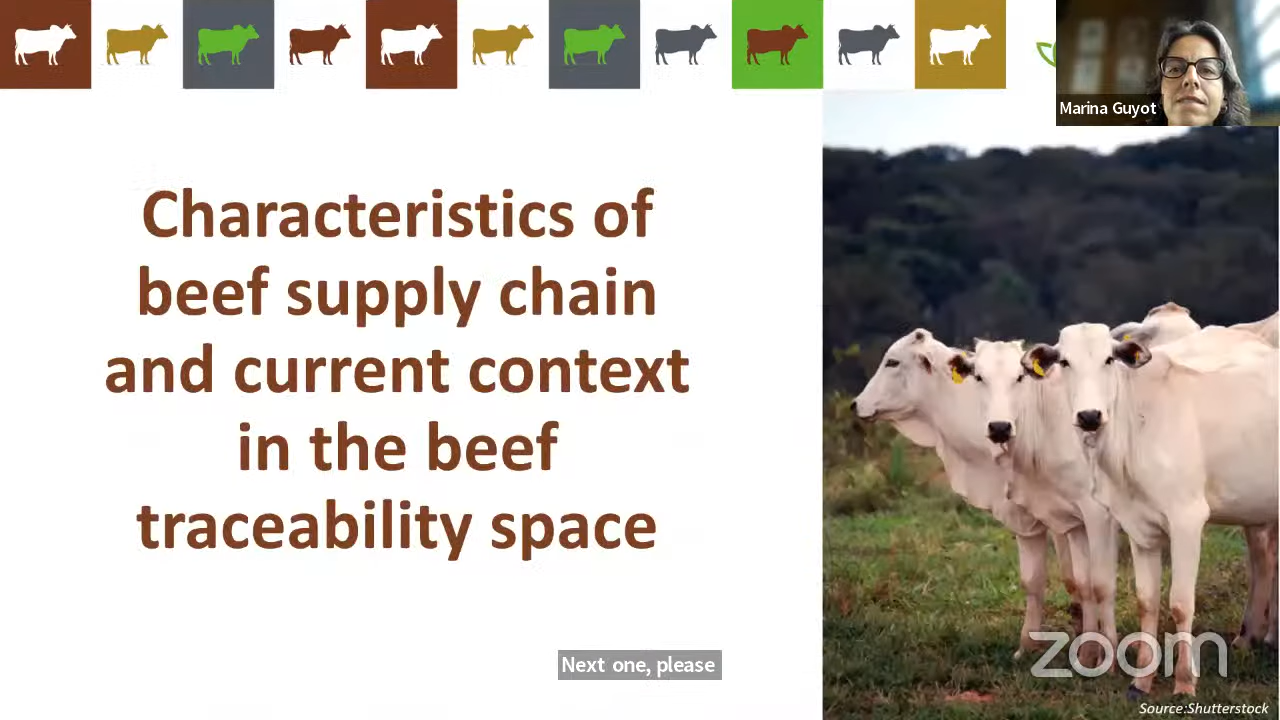 Marina Guyot
Characteristics of
beef supply chain
and current context
in the beef
traceability space
Next one, please
zoom
Source:Shutterstock